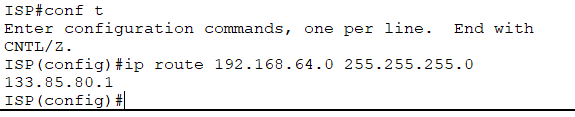 ISP#conf t
Enter configuration commands, one per line.  End with
CNTL/Z.
ISP(config)#ip route 192.168.64.0 255.255.255.0
133.85.80.1
ISP(config)#